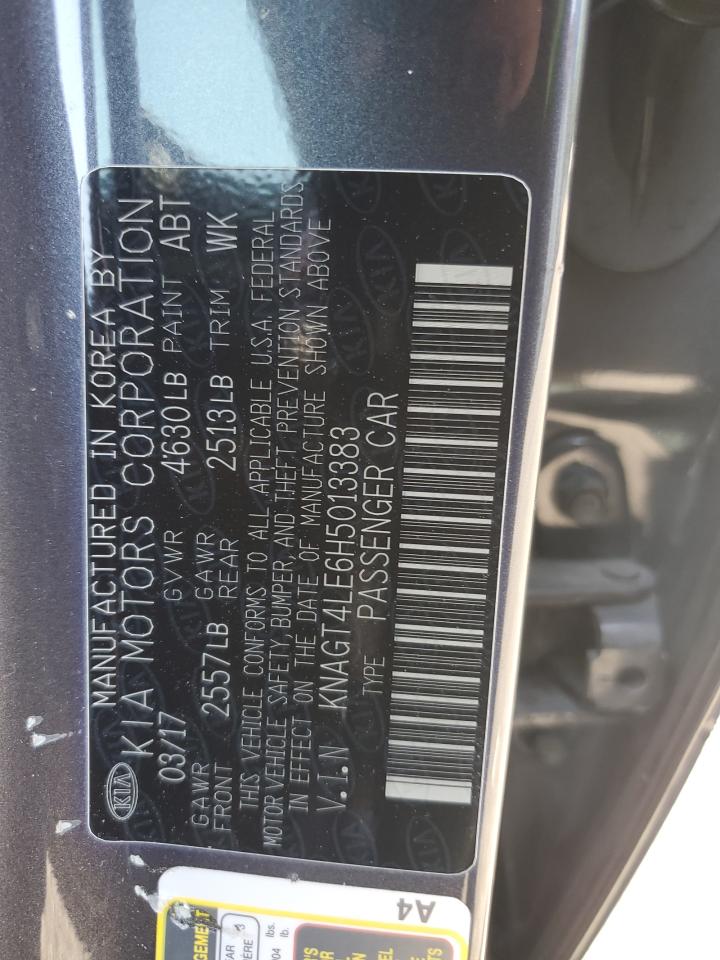 MANUFACTURED IN KOREA BY
KIA KIA MOTORS CORPORATION
03/17 GVWR 4630LB PAINT ABT
GAWR FRONT 2557LB GAWR REAR 2513LB TRIM WK
THIS VEHICLE CONFORMS TO ALL APPLICABLE U.S.A. FEDERAL
MOTOR VEHICLE SAFETY, BUMPER, AND THEFT PREVENTION STANDARDS
IN EFFECT ON THE DATE OF MANUFACTURE SHOWN ABOVE
V.I.N KNAGT4LE6H5013383
TYPE PASSENGER CAR
A4